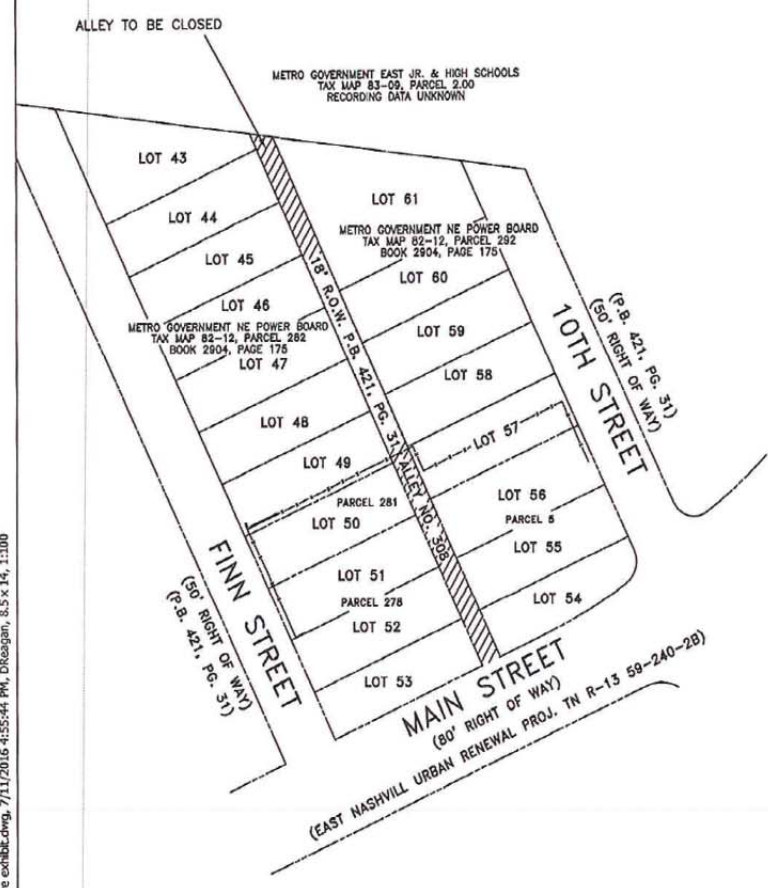 ALLEY TO BE CLOSED
METRO GOVERNMENT EAST JR. & HIGH SCHOOLS
TAX MAP 83-09, PARCEL 2.00
RECORDING DATA UNKNOWN
LOT 43
LOT 44
LOT 45
LOT 46
METRO GOVERNMENT NE POWER BOARD
TAX MAP 82-12, PARCEL 282
BOOK 2904, PAGE 175
LOT 47
LOT 48
LOT 49
PARCEL 281
LOT 50
LOT 51
PARCEL 278
LOT 52
LOT 53
18' R.O.W. P.B. 421, PG. 31, ALLEY NO. 308
LOT 61
METRO GOVERNMENT NE POWER BOARD
TAX MAP 82-12, PARCEL 292
BOOK 2904, PAGE 175
LOT 60
LOT 59
LOT 58
LOT 57
LOT 56
PARCEL 5
LOT 55
LOT 54
10TH STREET
(50' RIGHT OF WAY)
(P.B. 421, PG. 31)
FINN STREET
(50' RIGHT OF WAY)
(P.B. 421, PG. 31)
MAIN STREET
(80' RIGHT OF WAY)
(EAST NASHVILL URBAN RENEWAL PROJ. TN R-13 59-240-28)
e exhibit.dwg, 7/11/2016 4:55:44 PM, DReagan, 8.5 x 14, 1:100